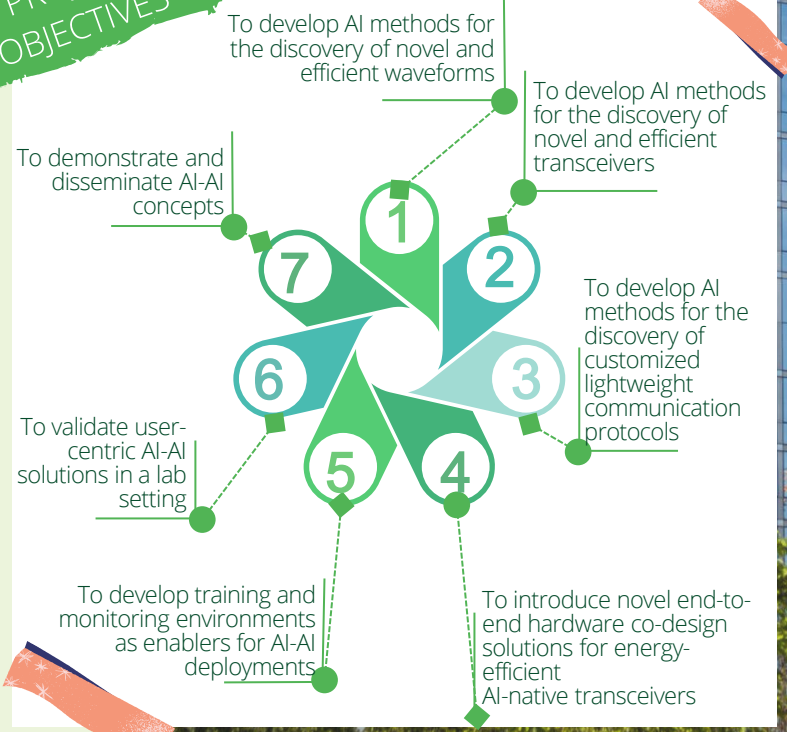 OBJECTIVES
To develop AI methods for
the discovery of novel and
efficient waveforms
To develop AI methods
for the discovery of
novel and efficient
transceivers
To demonstrate and
disseminate AI-AI
concepts
1
2
7
To develop AI
methods for the
discovery of
customized
lightweight
communication
protocols
3
6
To validate user-
centric AI-AI
solutions in a lab
setting
5
4
To develop training and
monitoring environments
as enablers for AI-AI
deployments
To introduce novel end-to-
end hardware co-design
solutions for energy-
efficient
AI-native transceivers